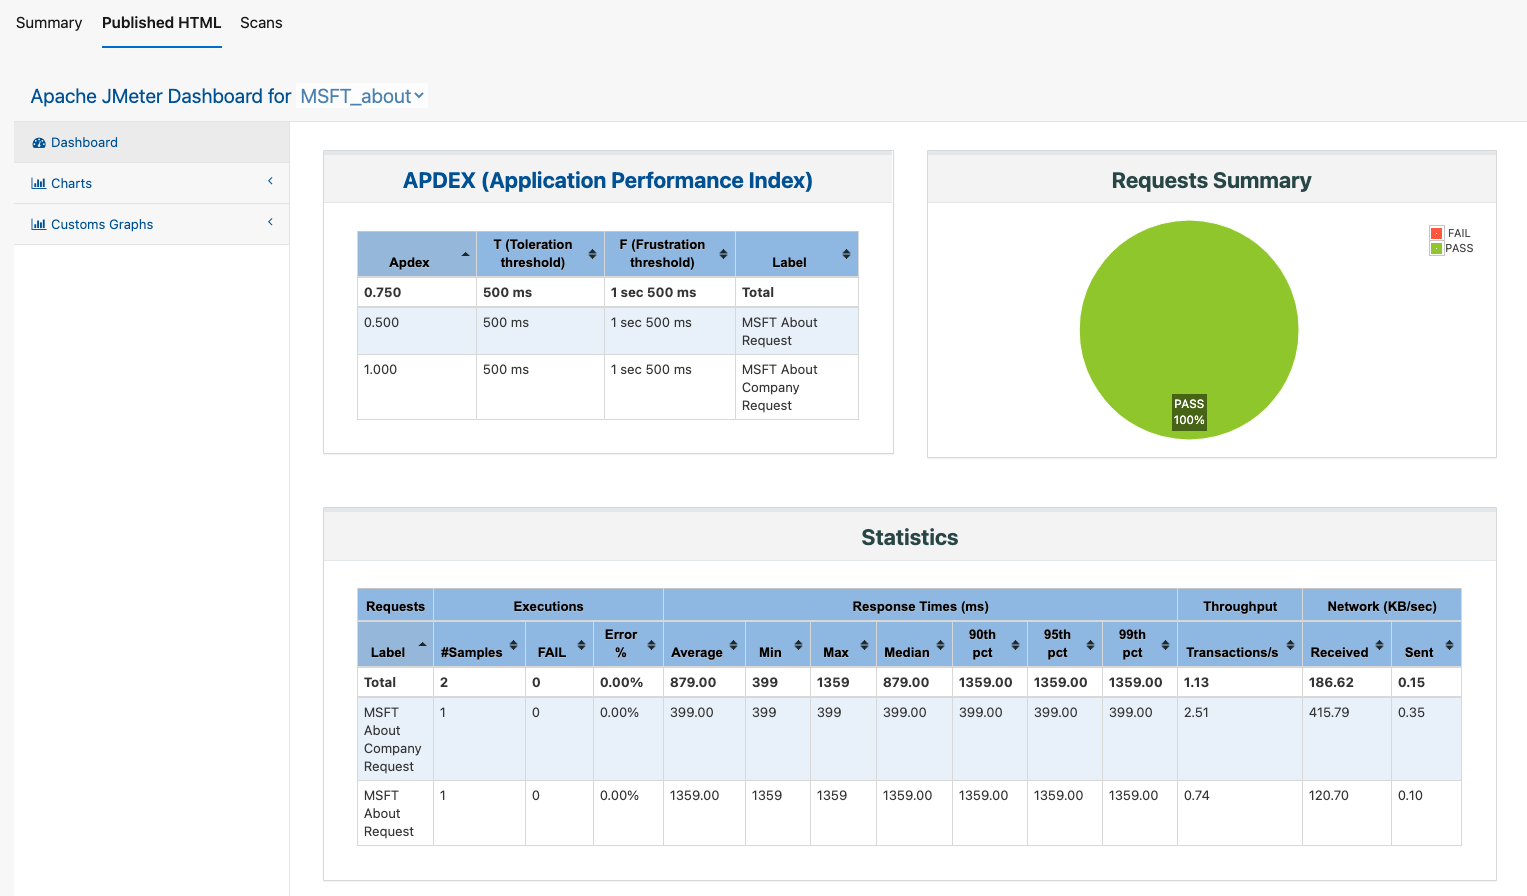 Summary Published HTML Scans
Apache JMeter Dashboard for MSFT_about
Dashboard
Charts
Customs Graphs
APDEX (Application Performance Index)
Apdex T (Toleration threshold) F (Frustration threshold) Label
0.750 500 ms 1 sec 500 ms Total
0.500 500 ms 1 sec 500 ms MSFT About
Request
1.000 500 ms 1 sec 500 ms MSFT About
Company
Request
Requests Summary
FAIL
PASS
PASS
100%
Statistics
Requests Executions Response Times (ms) Throughput Network (KB/sec)
Label #Samples FAIL Error % Average Min Max Median 90th pct 95th pct 99th pct Transactions/s Received Sent
Total 2 0 0.00% 879.00 399 1359 879.00 1359.00 1359.00 1359.00 1.13 186.62 0.15
MSFT 1 0 0.00% 399.00 399 399 399.00 399.00 399.00 399.00 2.51 415.79 0.35
About
Company
Request
MSFT 1 0 0.00% 1359.00 1359 1359 1359.00 1359.00 1359.00 1359.00 0.74 120.70 0.10
About
Request